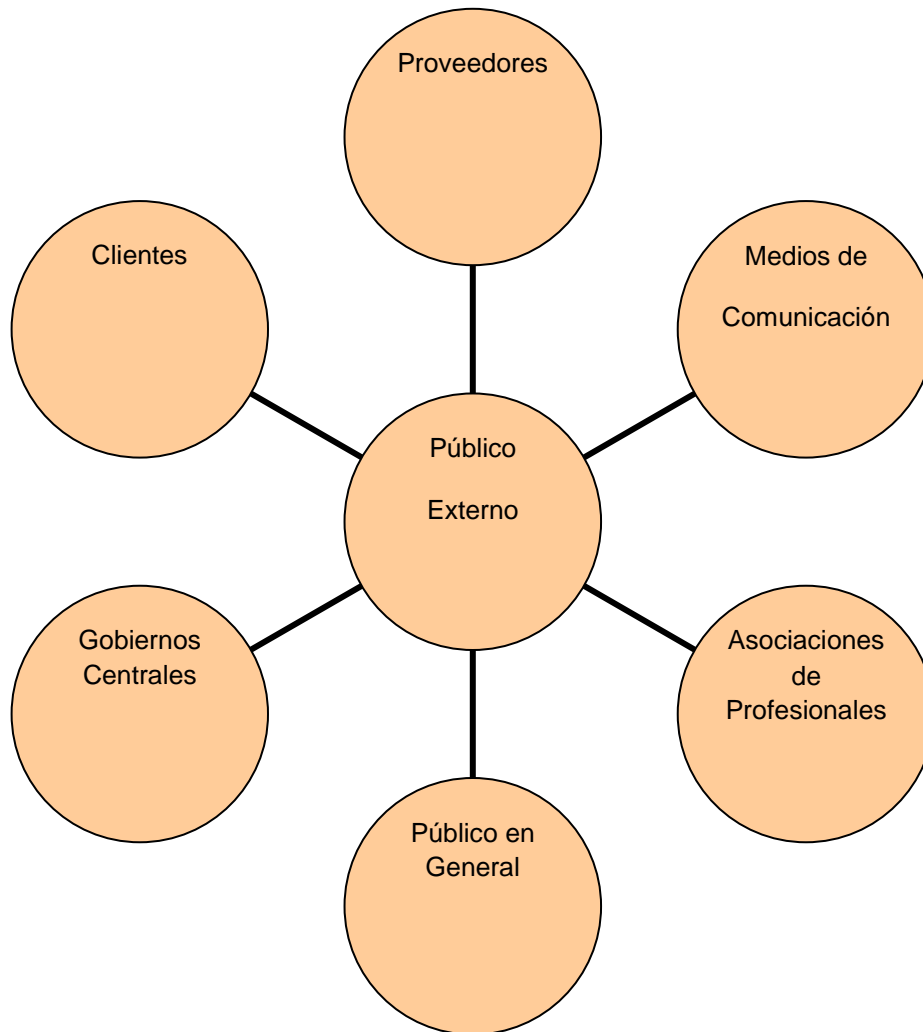 Proveedores
Clientes
Medios de
Comunicación
Público
Externo
Gobiernos
Centrales
Asociaciones
de
Profesionales
Público en
General